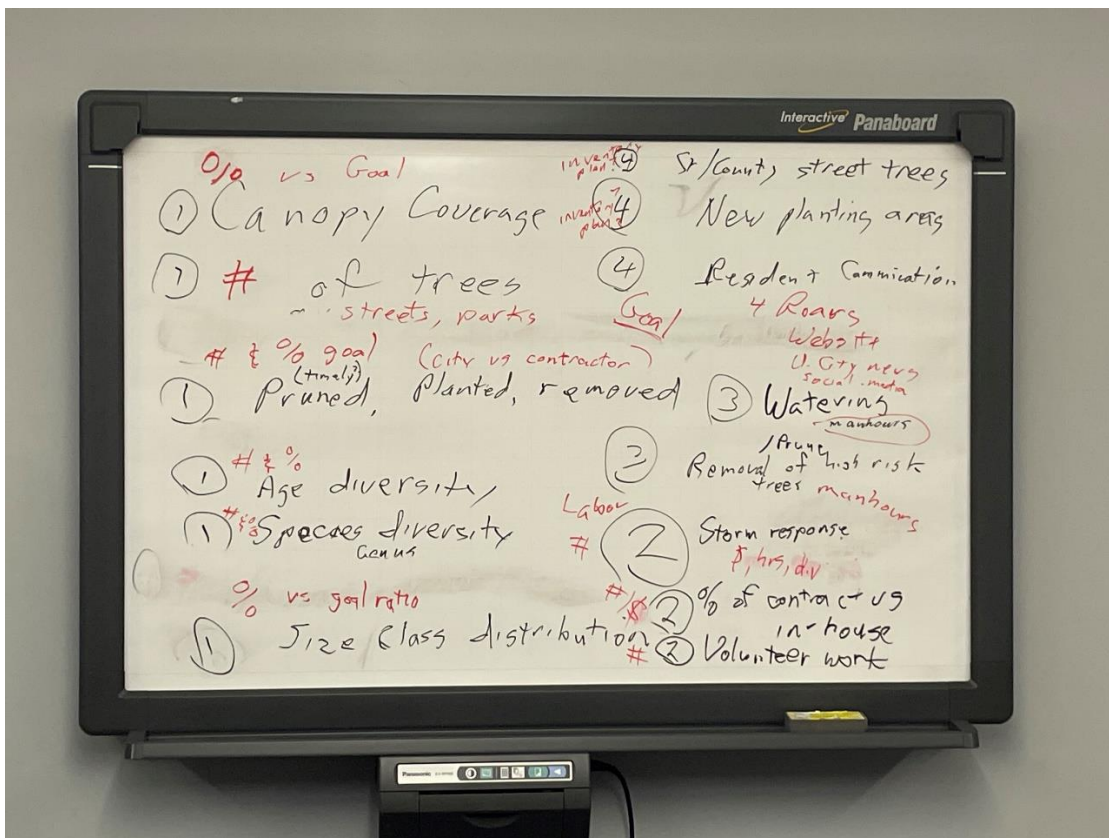 Interactive Panaboard
% vs Goal
① Canopy Coverage
① # of trees
~ streets, parks
# & % goal (City vs contractor)
(timely?)
① Pruned, Planted, removed
# & %
① Age diversity
① # & % Species diversity
Genus
% vs goal ratio
① Size Class distribution
inventory plan? ④ St/County street trees
inventory plan? ④ New planting areas
④ Resident Commication
Goal 4 Roars
Website
U. City news
social media
③ Watering
manhours
/Prune
③ Removal of high risk
trees manhours
Labor
# ② Storm response
$, hrs, div
#/$ ② % of contract vs
in-house
# ② Volunteer work
Panasonic